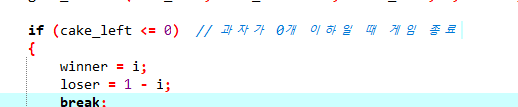 if (cake_left <= 0)  // 과자가 0개 이하일 때 게임 종료
{
    winner = i;
    loser = 1 - i;
    break;